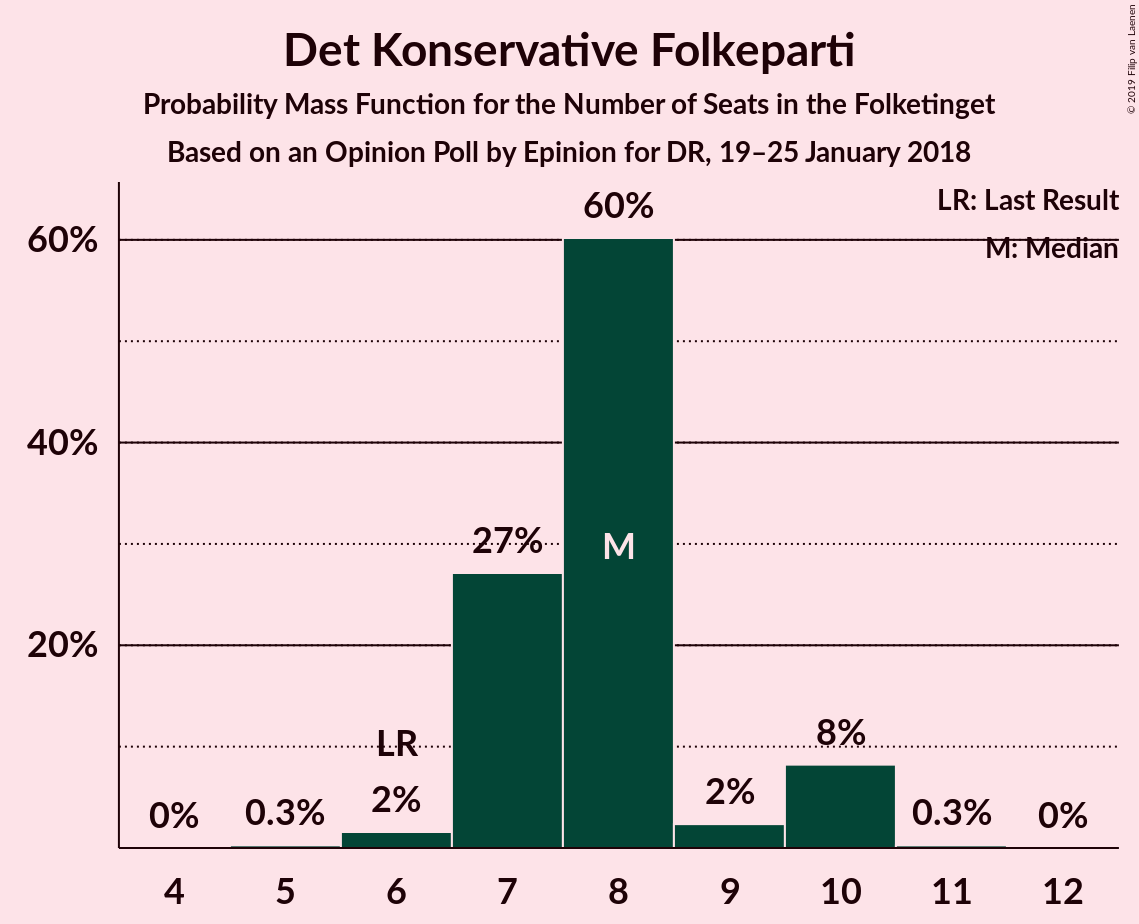 Det Konservative Folkeparti
Probability Mass Function for the Number of Seats in the Folketinget
Based on an Opinion Poll by Epinion for DR, 19–25 January 2018
© 2019 Filip van Laenen
LR: Last Result
M: Median
60%
40%
20%
0%
0.3%
LR
2%
27%
60%
M
2%
8%
0.3%
0%
4 5 6 7 8 9 10 11 12